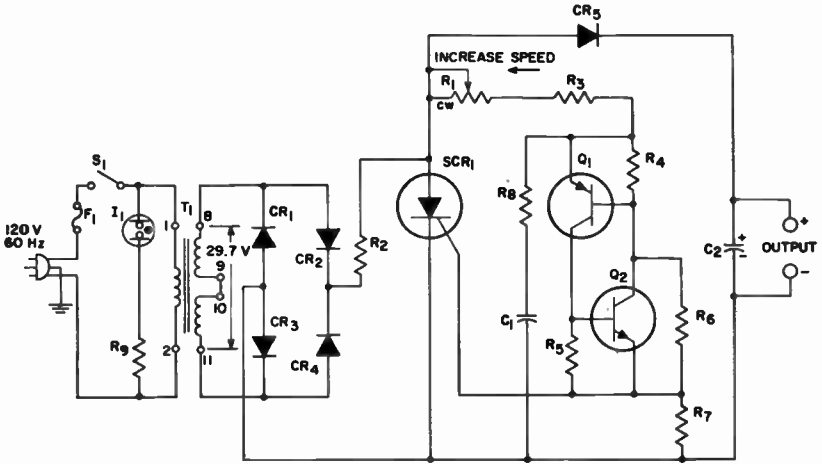 CR5
INCREASE SPEED
R1
CW
R3
S1
SCR1
Q1
R4
F1
I1
T1
8
CR1
R8
120 V
60 Hz
1
29.7 V
9
CR2
R2
C2
+
-
+
OUTPUT
-
10
Q2
R9
2
11
CR3
CR4
C1
R5
R6
R7